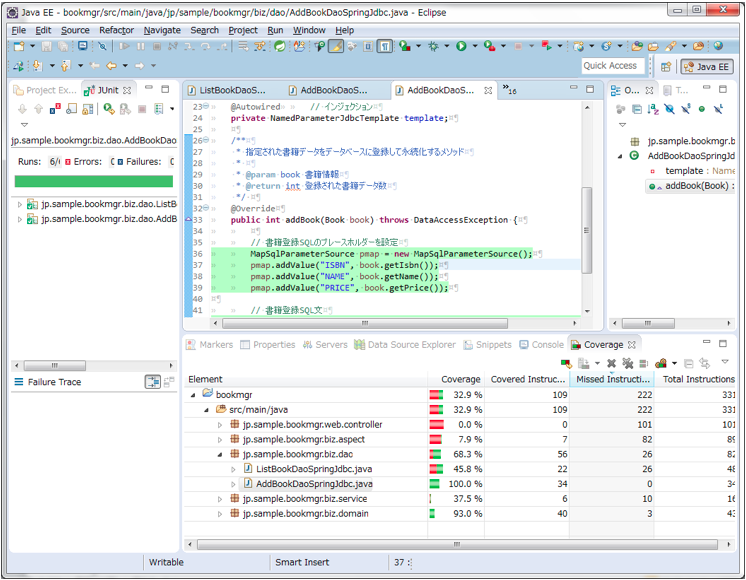 Java EE - bookmgr/src/main/java/jp/sample/bookmgr/biz/dao/AddBookDaoSpringJdbc.java - Eclipse
File Edit Source Refactor Navigate Search Project Run Window Help
Quick Access
Java EE
Project Ex...
JUnit
jp.sample.bookmgr.biz.dao.AddBookDao
Runs: 6/ Errors: 0 Failures: 0
jp.sample.bookmgr.biz.dao.ListB
jp.sample.bookmgr.biz.dao.AddB
Failure Trace
ListBookDaoS...
AddBookDaoS...
AddBookDaoS...
»16
23 @Autowired // インジェクション
24 private NamedParameterJdbcTemplate template;
25
26 /**
27 * 指定された書籍データをデータベースに登録して永続化するメソッド
28 *
29 * @param book 書籍情報
30 * @return int 登録された書籍データ数
31 */
32 @Override
33 public int addBook(Book book) throws DataAccessException {
34
35 // 書籍登録SQLのプレースホルダーを設定
36 MapSqlParameterSource pmap = new MapSqlParameterSource();
37 pmap.addValue("ISBN", book.getIsbn());
38 pmap.addValue("NAME", book.getName());
39 pmap.addValue("PRICE", book.getPrice());
40
41 // 書籍登録SQL文
O...
T...
jp.sample.bookmgr.biz
AddBookDaoSpringJd
template : Name
addBook(Book) :
Markers Properties Servers Data Source Explorer Snippets Console Coverage
Element Coverage Covered Instruc... Missed Instructi... Total Instructions
bookmgr 32.9 % 109 222 331
src/main/java 32.9 % 109 222 331
jp.sample.bookmgr.web.controller 0.0 % 0 101 101
jp.sample.bookmgr.biz.aspect 7.9 % 7 82 89
jp.sample.bookmgr.biz.dao 68.3 % 56 26 82
ListBookDaoSpringJdbc.java 45.8 % 22 26 48
AddBookDaoSpringJdbc.java 100.0 % 34 0 34
jp.sample.bookmgr.biz.service 37.5 % 6 10 16
jp.sample.bookmgr.biz.domain 93.0 % 40 3 43
Writable Smart Insert 37 :